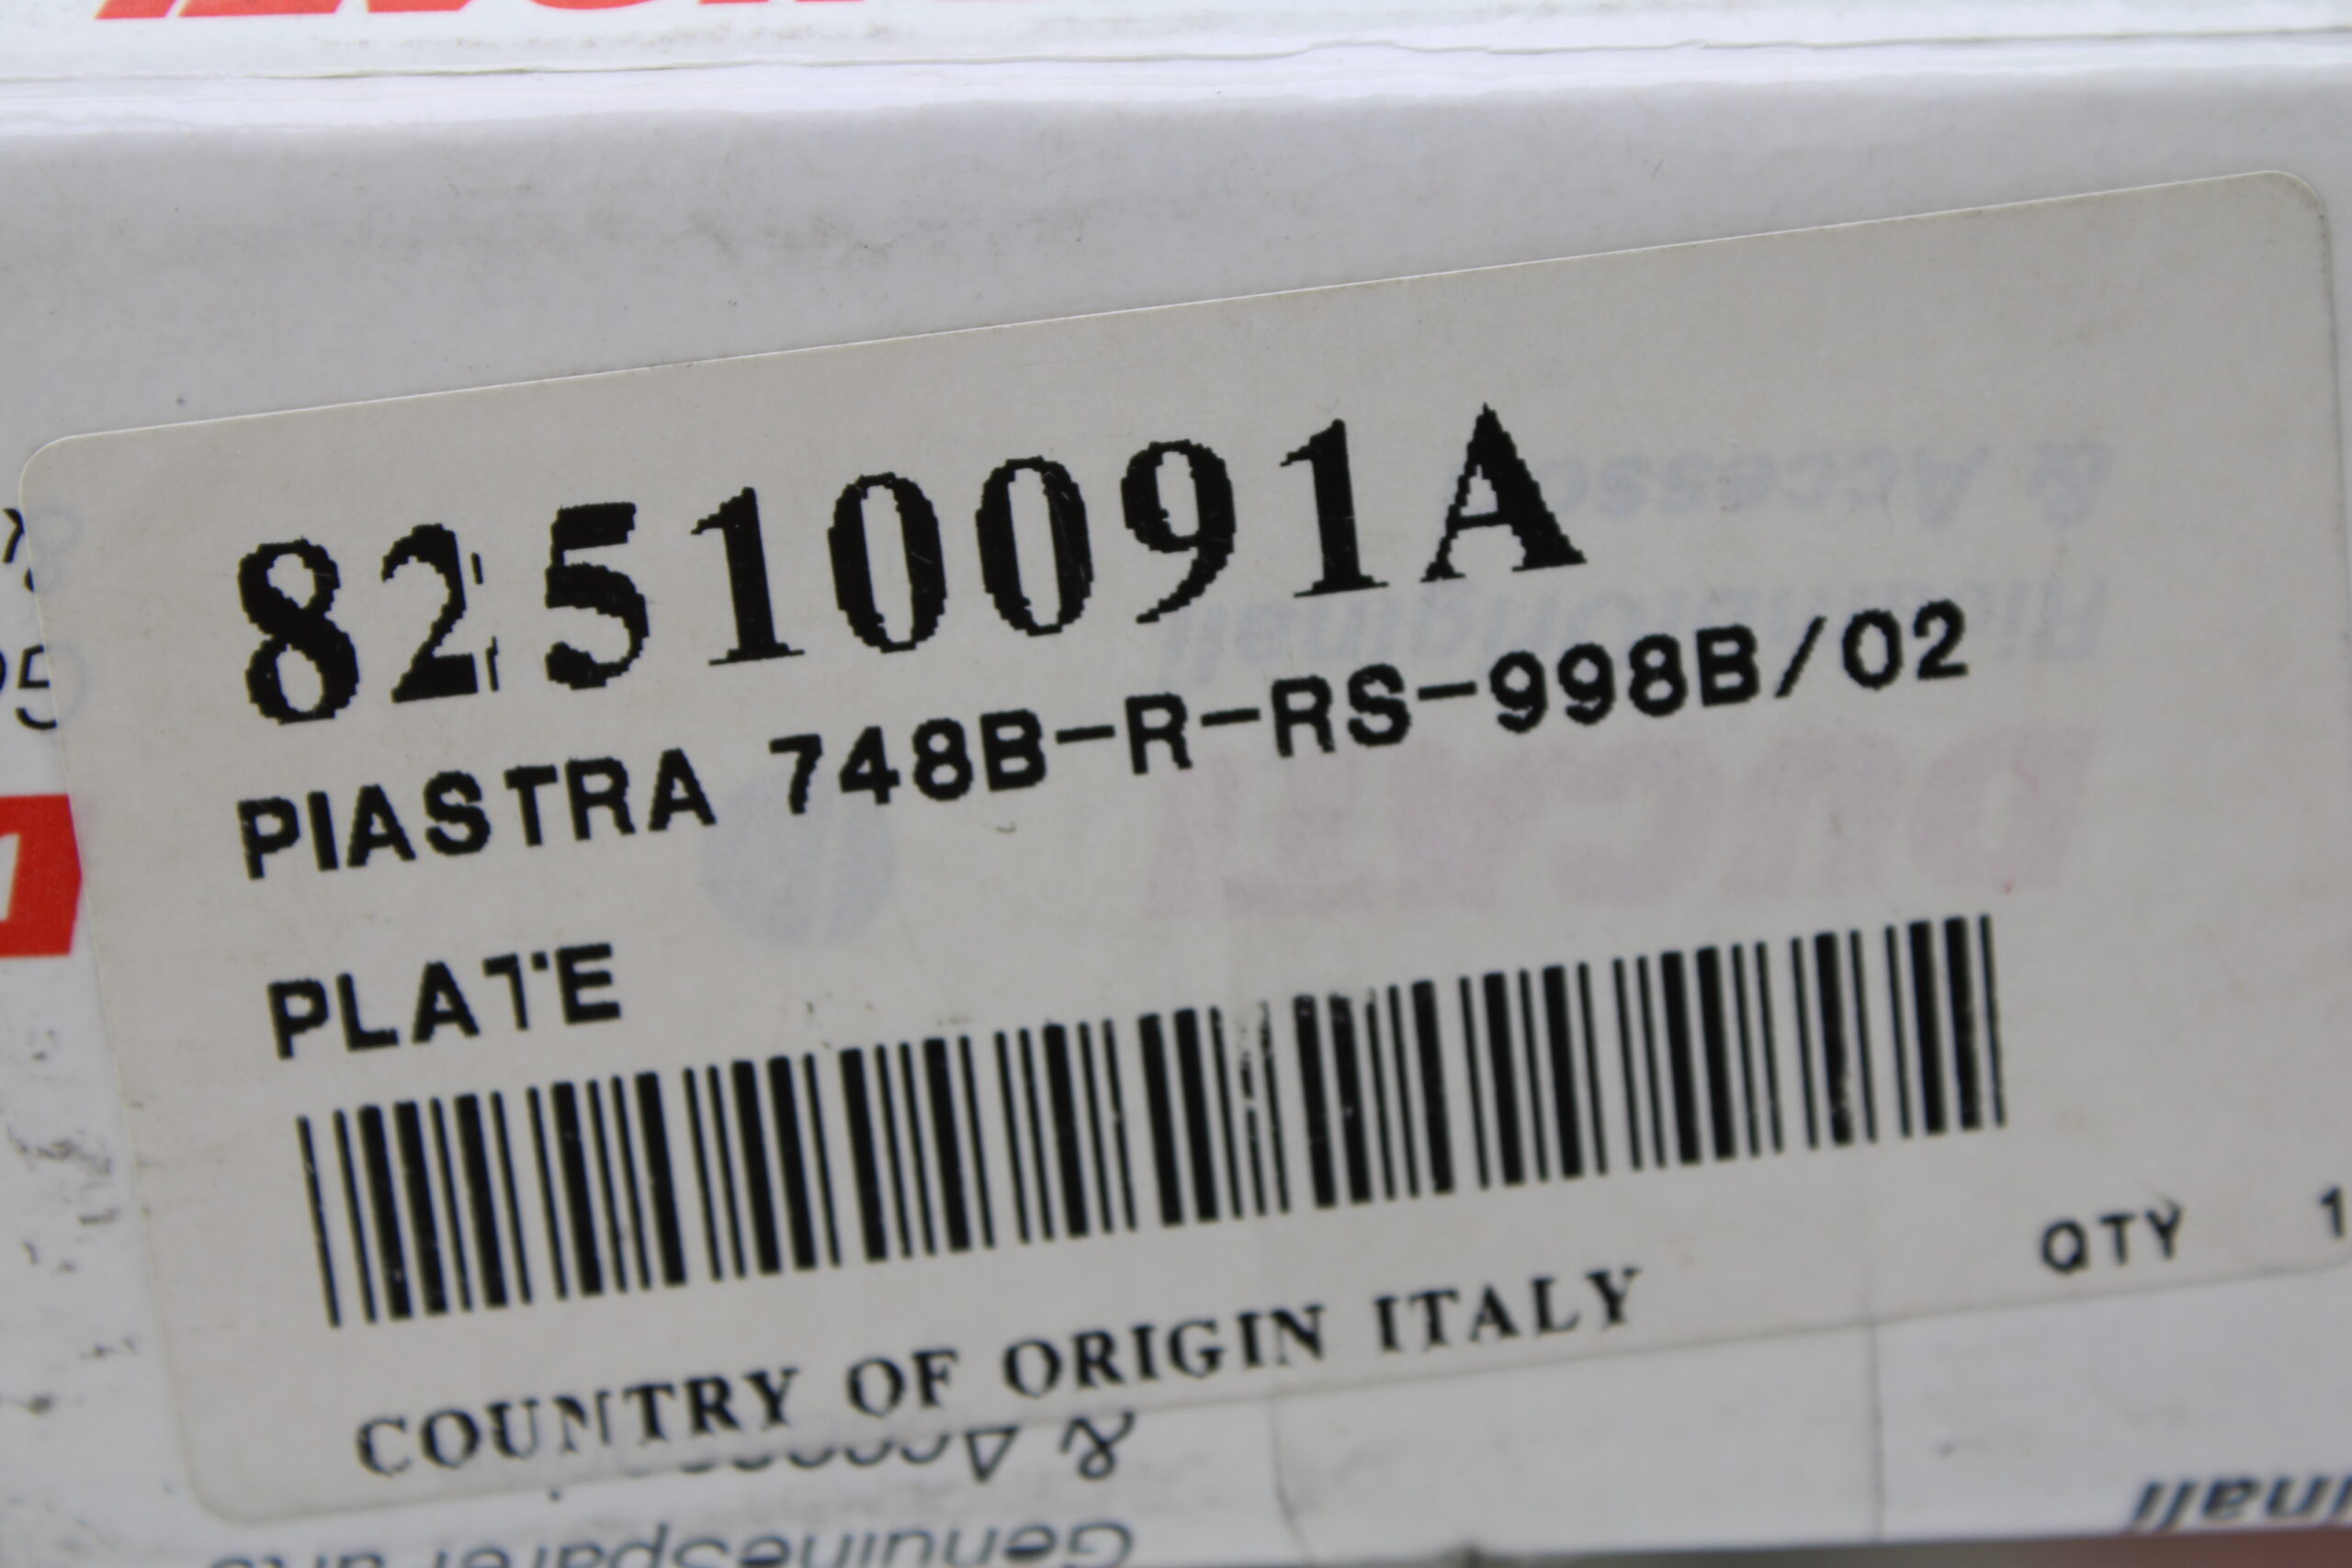 82510091A
PIASTRA 748B-R-RS-998B/02
PLATE
QTY 1
COUNTRY OF ORIGIN ITALY
&